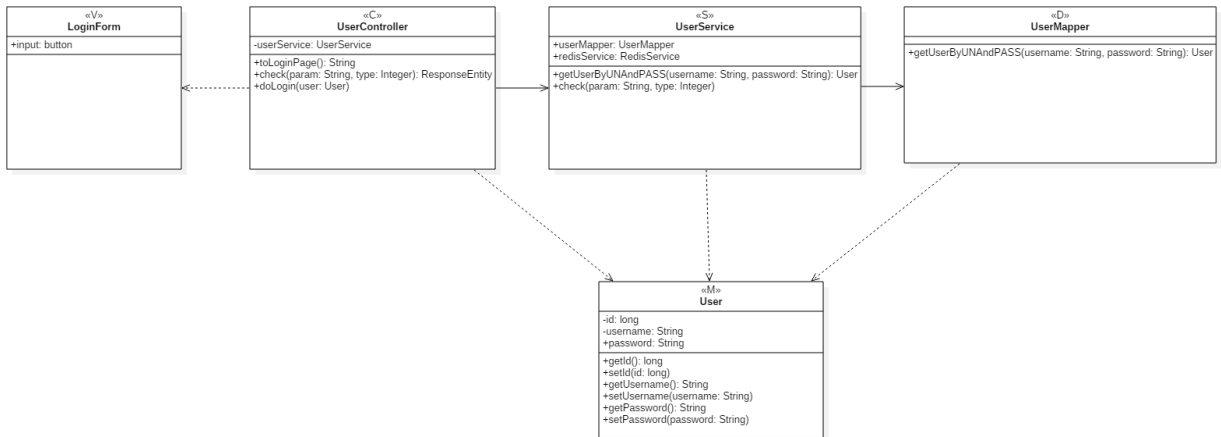 «V»
LoginForm
+input: button
«C»
UserController
-userService: UserService
+toLoginPage(): String
+check(param: String, type: Integer): ResponseEntity
+doLogin(user: User)
«S»
UserService
+userMapper: UserMapper
+redisService: RedisService
+getUserByUNAndPASS(username: String, password: String): User
+check(param: String, type: Integer)
«D»
UserMapper
+getUserByUNAndPASS(username: String, password: String): User
«M»
User
-id: long
-username: String
+password: String
+getId(): long
+setId(id: long)
+getUsername(): String
+setUsername(username: String)
+getPassword(): String
+setPassword(password: String)